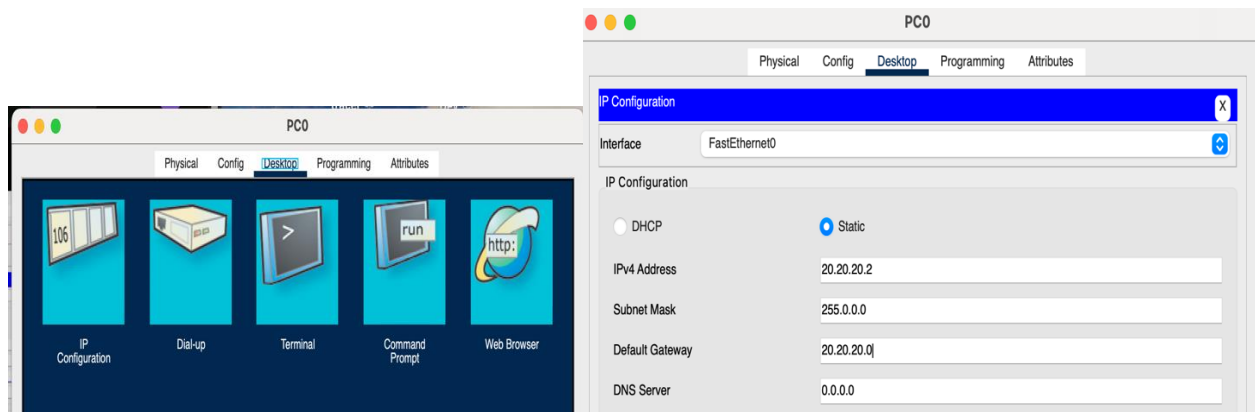 PC0
Physical Config Desktop Programming Attributes
106
>
run
http:
IP Configuration
Dial-up
Terminal
Command Prompt
Web Browser
PC0
Physical Config Desktop Programming Attributes
IP Configuration X
Interface FastEthernet0
IP Configuration
DHCP Static
IPv4 Address 20.20.20.2
Subnet Mask 255.0.0.0
Default Gateway 20.20.20.0
DNS Server 0.0.0.0